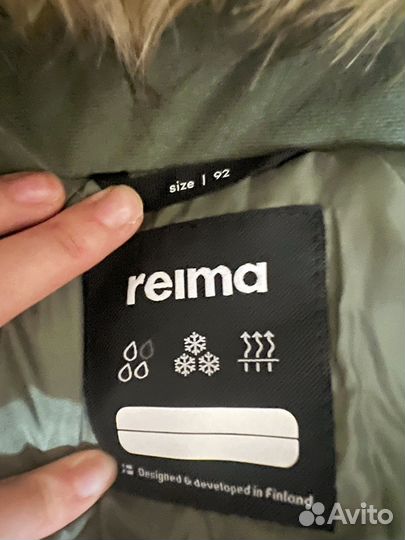 size | 92
reima
Designed & developed in Finland
Avito